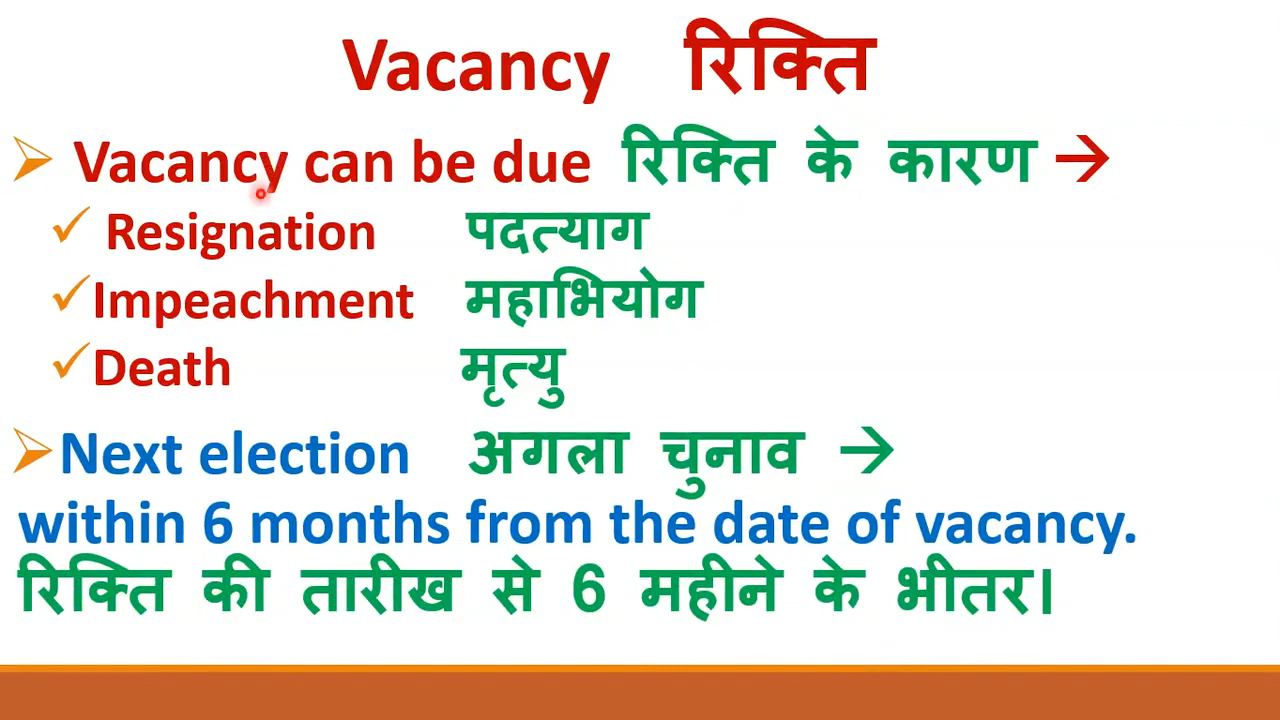 Vacancy रिक्ति
Vacancy can be due रिक्ति के कारण →
Resignation पदत्याग
Impeachment महाभियोग
Death मृत्यु
Next election अगला चुनाव →
within 6 months from the date of vacancy.
रिक्ति की तारीख से 6 महीने के भीतर।